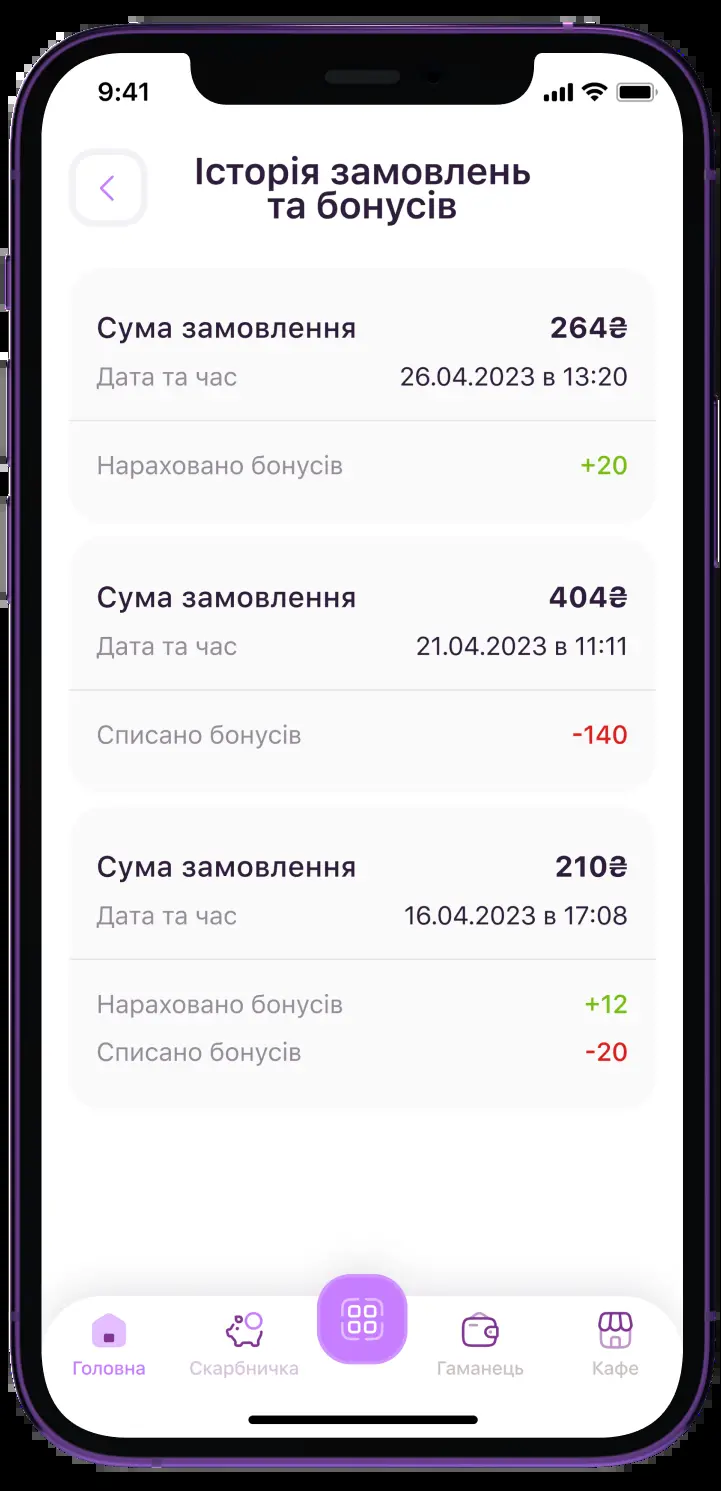 9:41
Історія замовлень
та бонусів
Сума замовлення 264₴
Дата та час 26.04.2023 в 13:20
Нараховано бонусів +20
Сума замовлення 404₴
Дата та час 21.04.2023 в 11:11
Списано бонусів -140
Сума замовлення 210₴
Дата та час 16.04.2023 в 17:08
Нараховано бонусів +12
Списано бонусів -20
Головна Скарбничка Гаманець Кафе